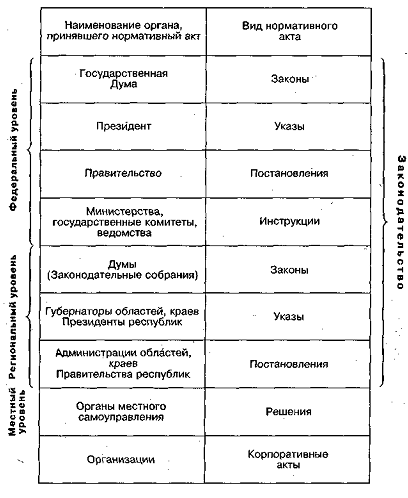 Наименование органа,
принявшего нормативный акт
Вид нормативного
акта
Государственная
Дума
Законы
Президент
Указы
Правительство
Постановления
Министерства,
государственные комитеты,
ведомства
Инструкции
Думы
(Законодательные собрания)
Законы
Губернаторы областей, краев
Президенты республик
Указы
Администрации областей,
краев
Правительства республик
Постановления
Органы местного
самоуправления
Решения
Организации
Корпоративные
акты
Федеральный уровень
Региональный уровень
Местный
уровень
Законодательство